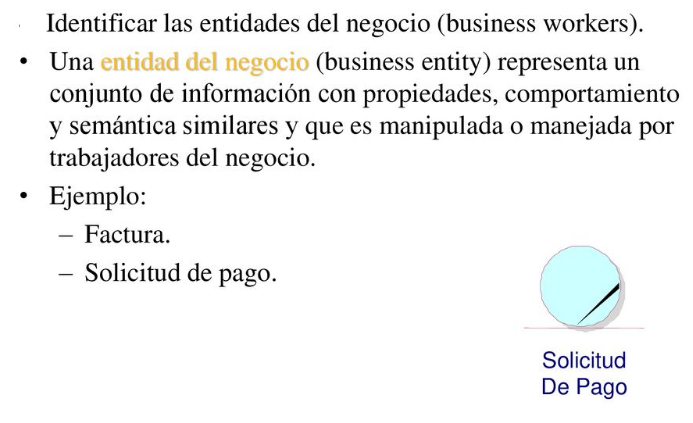 Identificar las entidades del negocio (business workers).
• Una entidad del negocio (business entity) representa un
conjunto de información con propiedades, comportamiento
y semántica similares y que es manipulada o manejada por
trabajadores del negocio.
• Ejemplo:
– Factura.
– Solicitud de pago.
Solicitud
De Pago